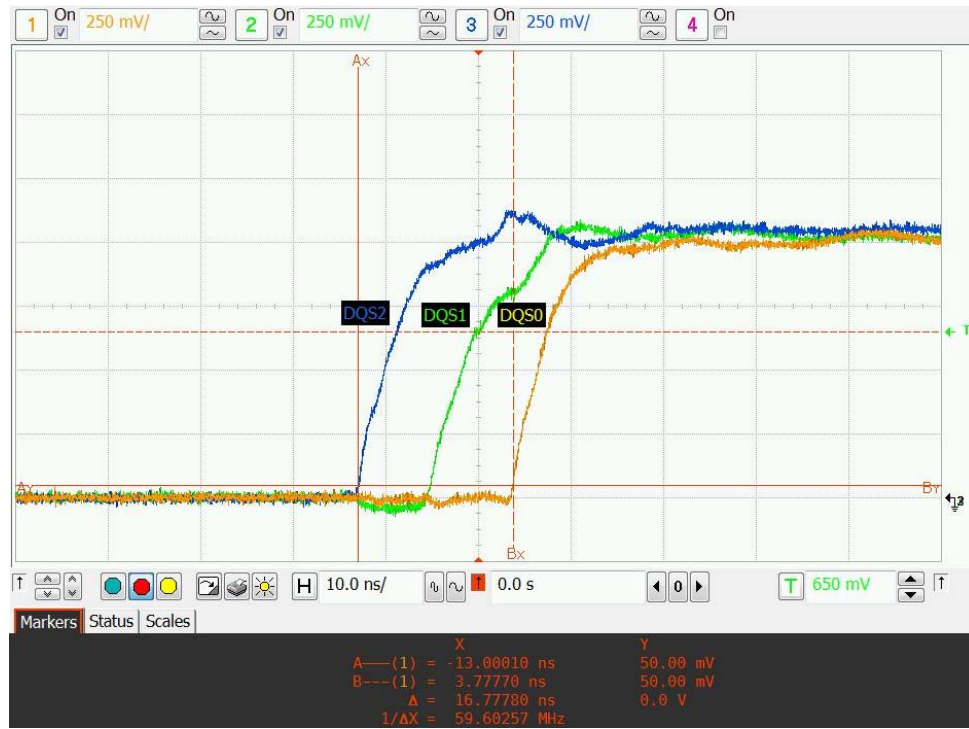 1 On 250 mV/ 2 On 250 mV/ 3 On 250 mV/ 4 On
Ax
DQS2 DQS1 DQS0
T
Ay By
Bx
H 10.0 ns/ 0.0 s 0 T 650 mV
Markers Status Scales
X Y
A———(1) = -13.00010 ns 50.00 mV
B---(1) = 3.77770 ns 50.00 mV
Δ = 16.77780 ns 0.0 V
1/ΔX = 59.60257 MHz